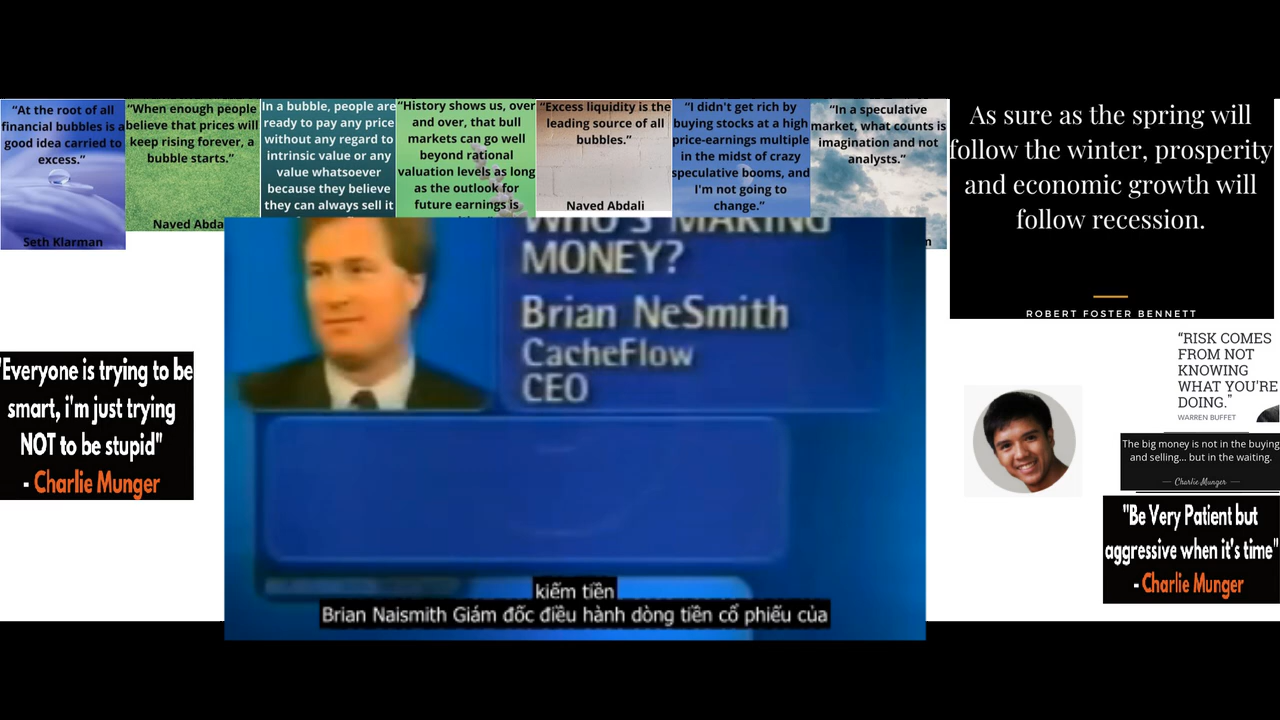 “At the root of all
financial bubbles is a
good idea carried to
excess.”
Seth Klarman
“When enough people
believe that prices will
keep rising forever, a
bubble starts.”
Naved Abda
In a bubble, people are
ready to pay any price
without any regard to
intrinsic value or any
value whatsoever
because they believe
they can always sell it
“History shows us, over
and over, that bull
markets can go well
beyond rational
valuation levels as long
as the outlook for
future earnings is
“Excess liquidity is the
leading source of all
bubbles.”
Naved Abdali
“I didn't get rich by
buying stocks at a high
price-earnings multiple
in the midst of crazy
speculative booms, and
I'm not going to
change.”
“In a speculative
market, what counts is
imagination and not
analysts.”
As sure as the spring will
follow the winter, prosperity
and economic growth will
follow recession.
ROBERT FOSTER BENNETT
WHO'S MAKING
MONEY?
Brian NeSmith
CacheFlow
CEO
kiếm tiền
Brian Naismith Giám đốc điều hành dòng tiền cổ phiếu của
"Everyone is trying to be
smart, i'm just trying
NOT to be stupid"
- Charlie Munger
“RISK COMES
FROM NOT
KNOWING
WHAT YOU'RE
DOING.”
WARREN BUFFET
The big money is not in the buying
and selling... but in the waiting.
— Charlie Munger —
"Be Very Patient but
aggressive when it's time"
- Charlie Munger